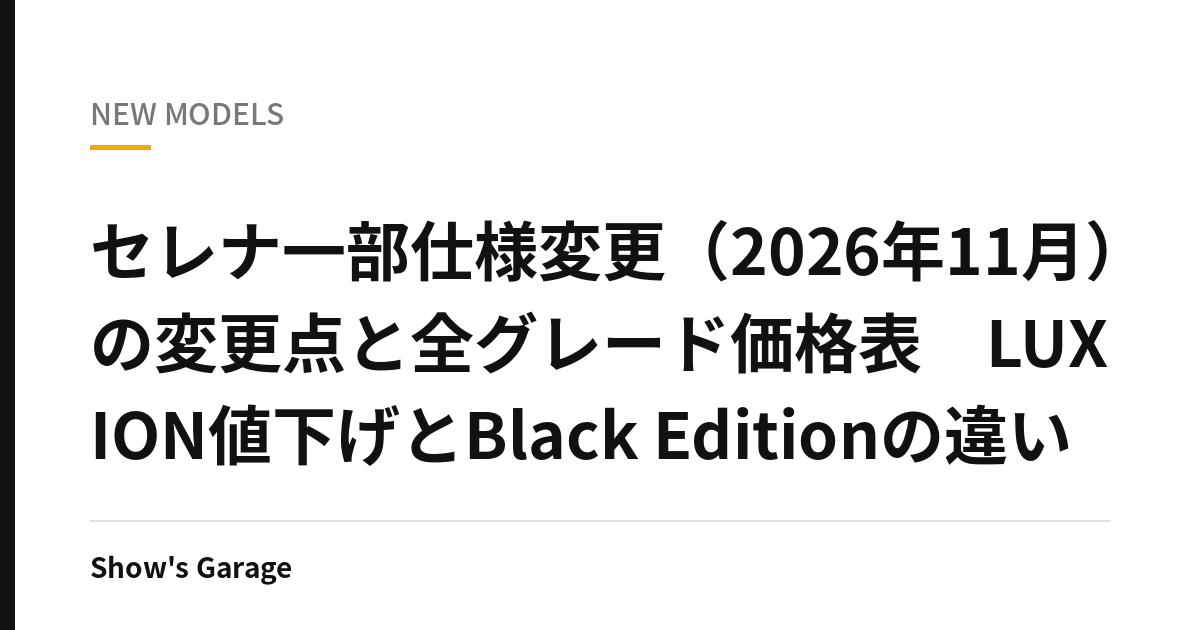 NEW MODELS
セレナ一部仕様変更（2026年11月）
の変更点と全グレード価格表　LUX
ION値下げとBlack Editionの違い
Show's Garage